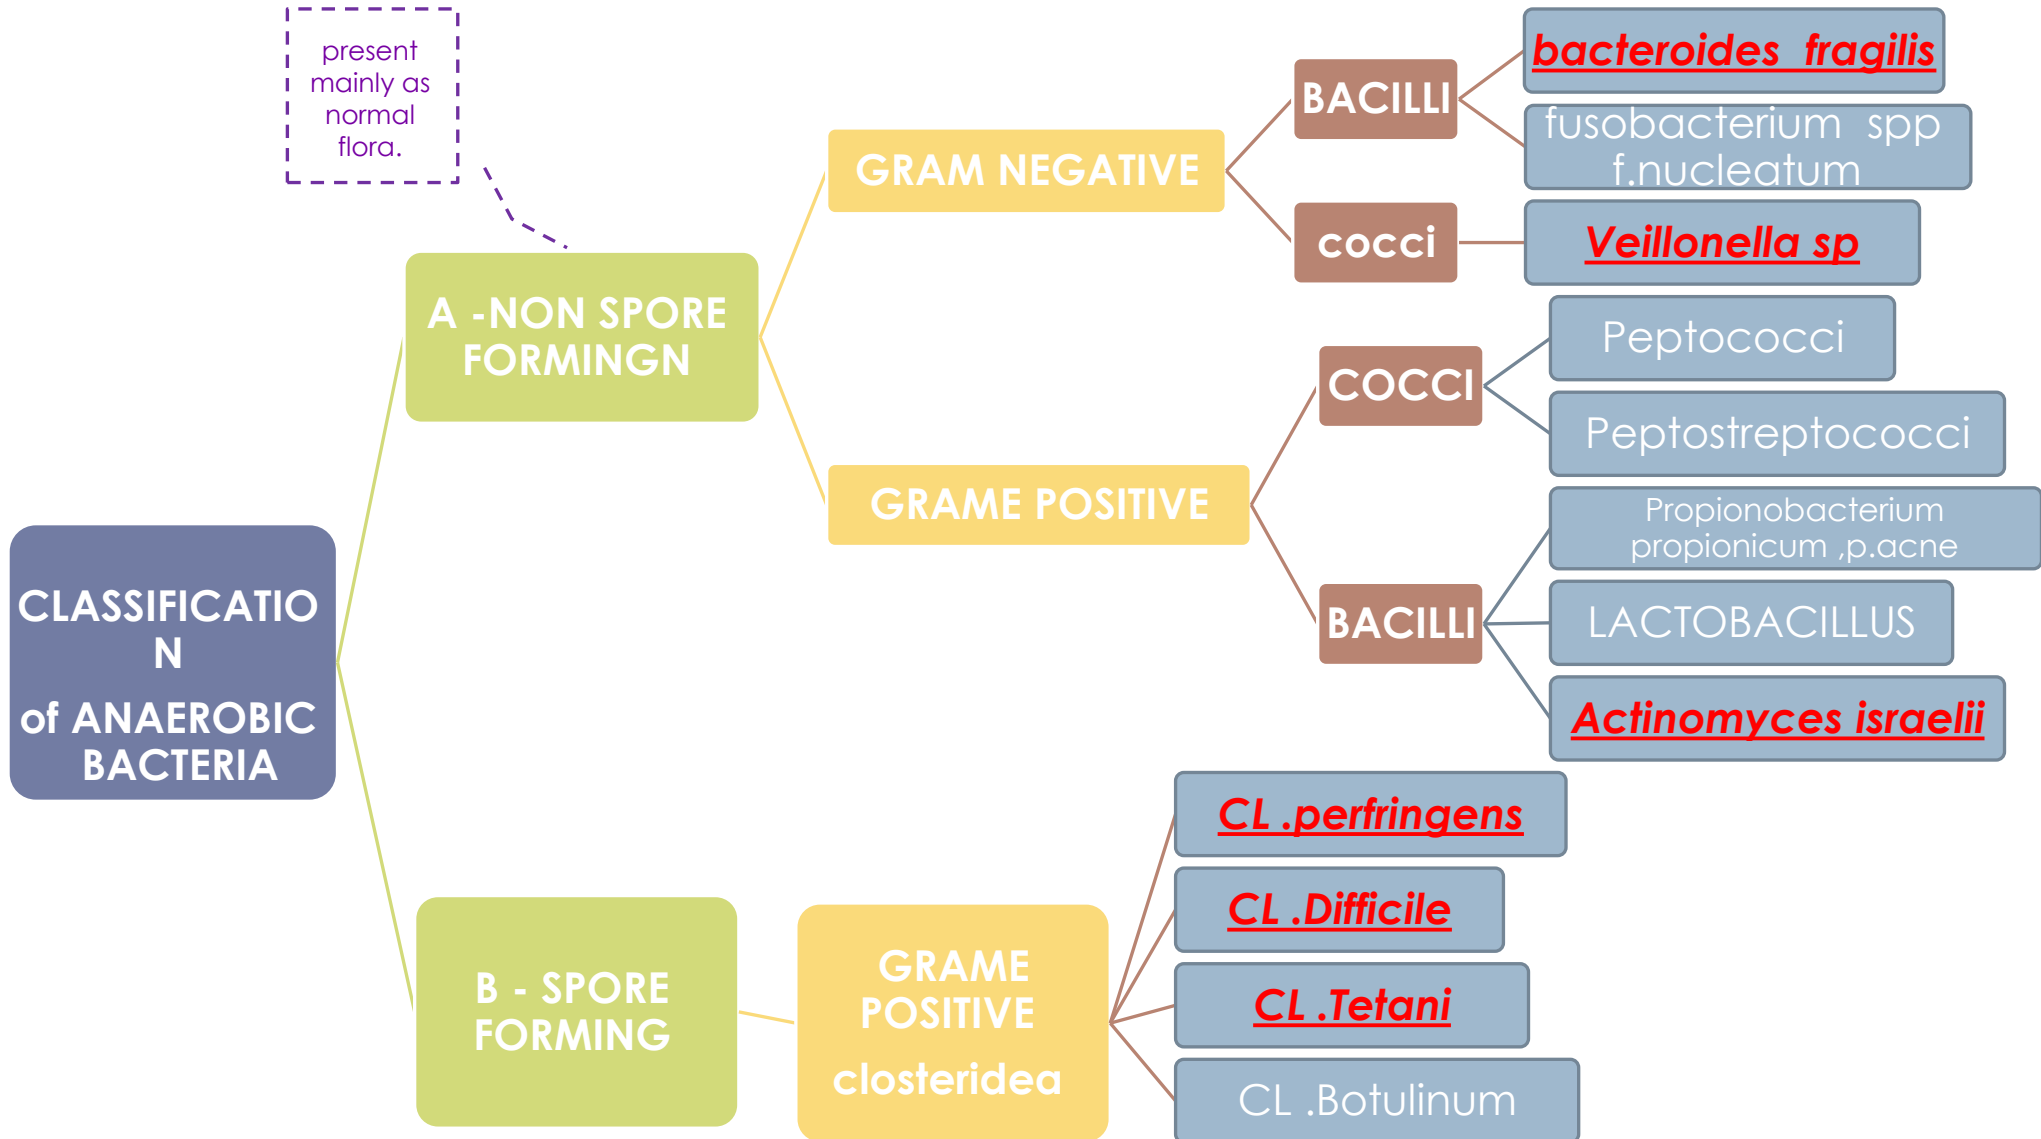 present
mainly as
normal
flora.
BACILLI
bacteroides fragilis
fusobacterium spp
f.nucleatum
GRAM NEGATIVE
cocci
Veillonella sp
A -NON SPORE
FORMINGN
COCCI
Peptococci
Peptostreptococci
GRAME POSITIVE
Propionobacterium
propionicum ,p.acne
BACILLI
LACTOBACILLUS
Actinomyces israelii
CLASSIFICATIO
N
of ANAEROBIC
BACTERIA
CL .perfringens
CL .Difficile
B - SPORE
FORMING
GRAME
POSITIVE
closteridea
CL .Tetani
CL .Botulinum